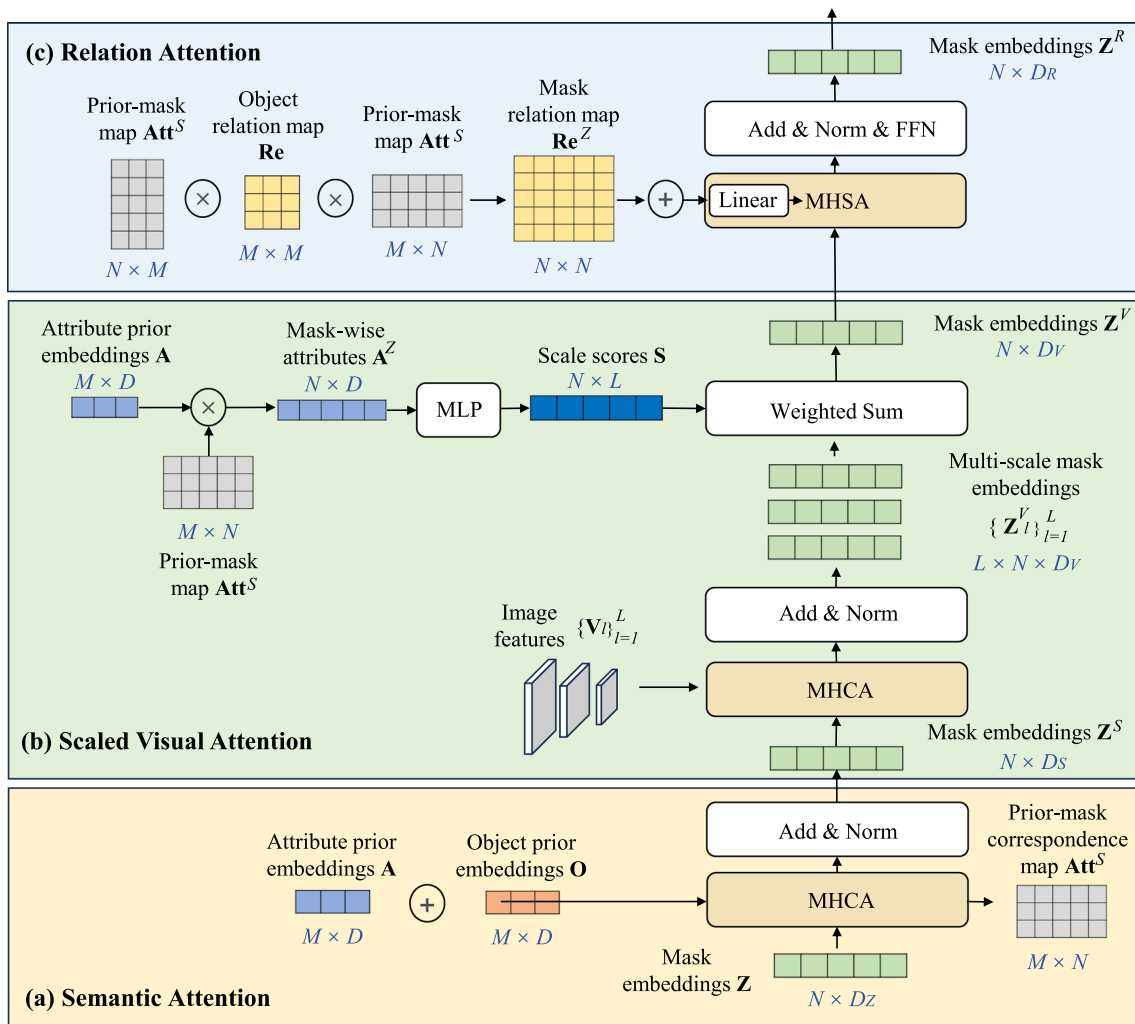 (c) Relation Attention
Mask embeddings Z^R
N × D_R
Prior-mask
map Att^S
Object
relation map
Re
Prior-mask
map Att^S
Mask
relation map
Re^Z
Add & Norm & FFN
×
×
+
Linear
MHSA
N × M
M × M
M × N
N × N
Attribute prior
embeddings A
M × D
Mask-wise
attributes A^Z
N × D
Scale scores S
N × L
Mask embeddings Z^V
N × D_V
×
MLP
Weighted Sum
M × N
Prior-mask
map Att^S
Multi-scale mask
embeddings
{ Z^V_l }^L_{l=1}
L × N × D_V
Add & Norm
Image
features {V_l}^L_{l=1}
MHCA
(b) Scaled Visual Attention
Mask embeddings Z^S
N × D_S
Add & Norm
Attribute prior
embeddings A
M × D
+
Object prior
embeddings O
M × D
MHCA
Prior-mask
correspondence
map Att^S
M × N
Mask
embeddings Z
N × D_Z
(a) Semantic Attention